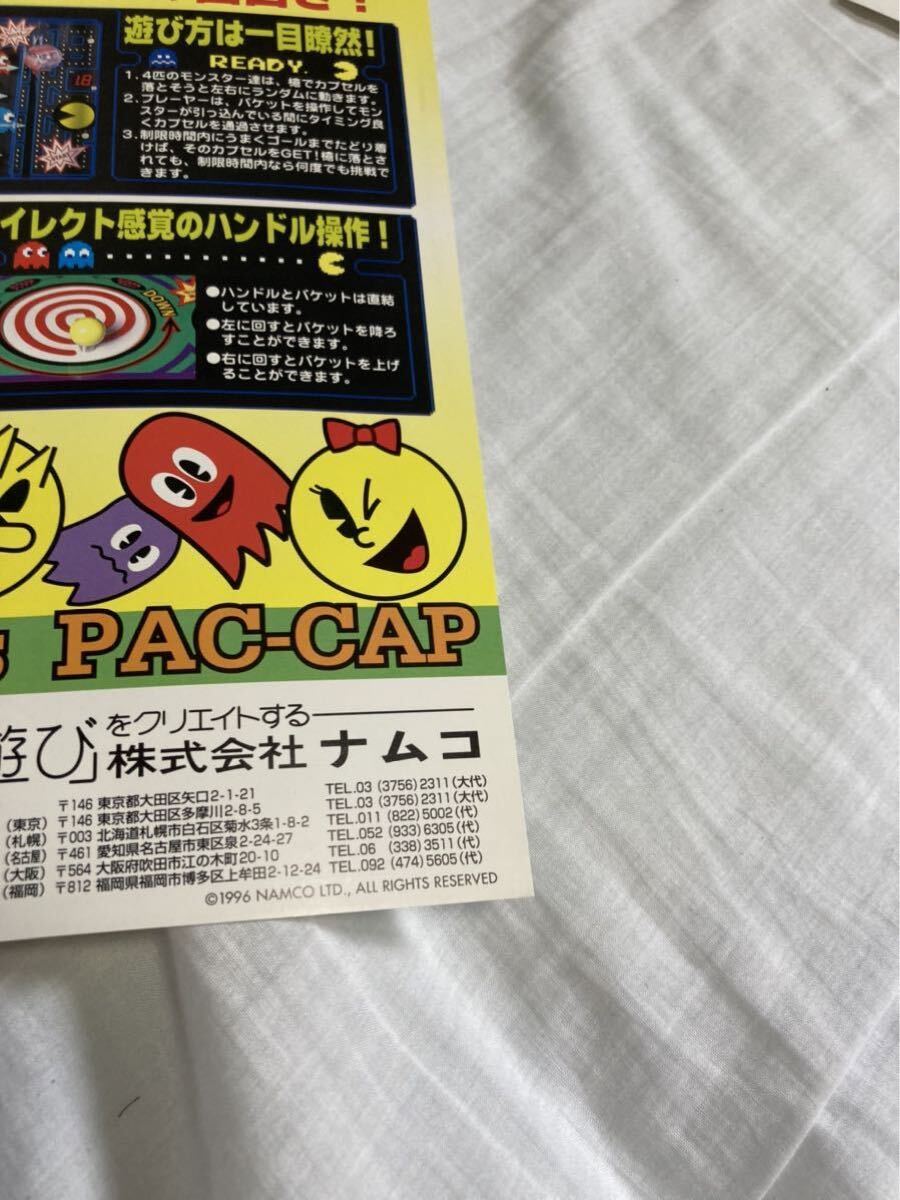 遊び方は一目瞭然!
READY.
1.4匹のモンスター達は、槍でカプセルを
落とそうと左右にランダムに動きます。
2.プレーヤーは、バケットを操作してモン
スターが引っ込んでいる間にタイミング良
くカプセルを通過させます。
3.制限時間内にうまくゴールまでたどり着
けば、そのカプセルをGET!槍に落とさ
れても、制限時間内なら何度でも挑戦で
きます。
18
イレクト感覚のハンドル操作!
DOWN
●ハンドルとバケットは直結
しています。
●左に回すとバケットを降ろ
すことができます。
●右に回すとバケットを上げ
ることができます。
PAC-CAP
遊び」をクリエイトする
株式会社 ナムコ
〒146 東京都大田区矢口2-1-21 TEL.03 (3756) 2311 (大代)
(東京) 〒146 東京都大田区多摩川2-8-5 TEL.03 (3756) 2311 (大代)
(札幌) 〒003 北海道札幌市白石区菊水3条1-8-2 TEL.011 (822) 5002 (代)
(名古屋) 〒461 愛知県名古屋市東区泉2-24-27 TEL.052 (933) 6305 (代)
(大阪) 〒564 大阪府吹田市江の木町20-10 TEL.06 (338) 3511 (代)
(福岡) 〒812 福岡県福岡市博多区上牟田2-12-24 TEL.092 (474) 5605 (代)
©1996 NAMCO LTD., ALL RIGHTS RESERVED